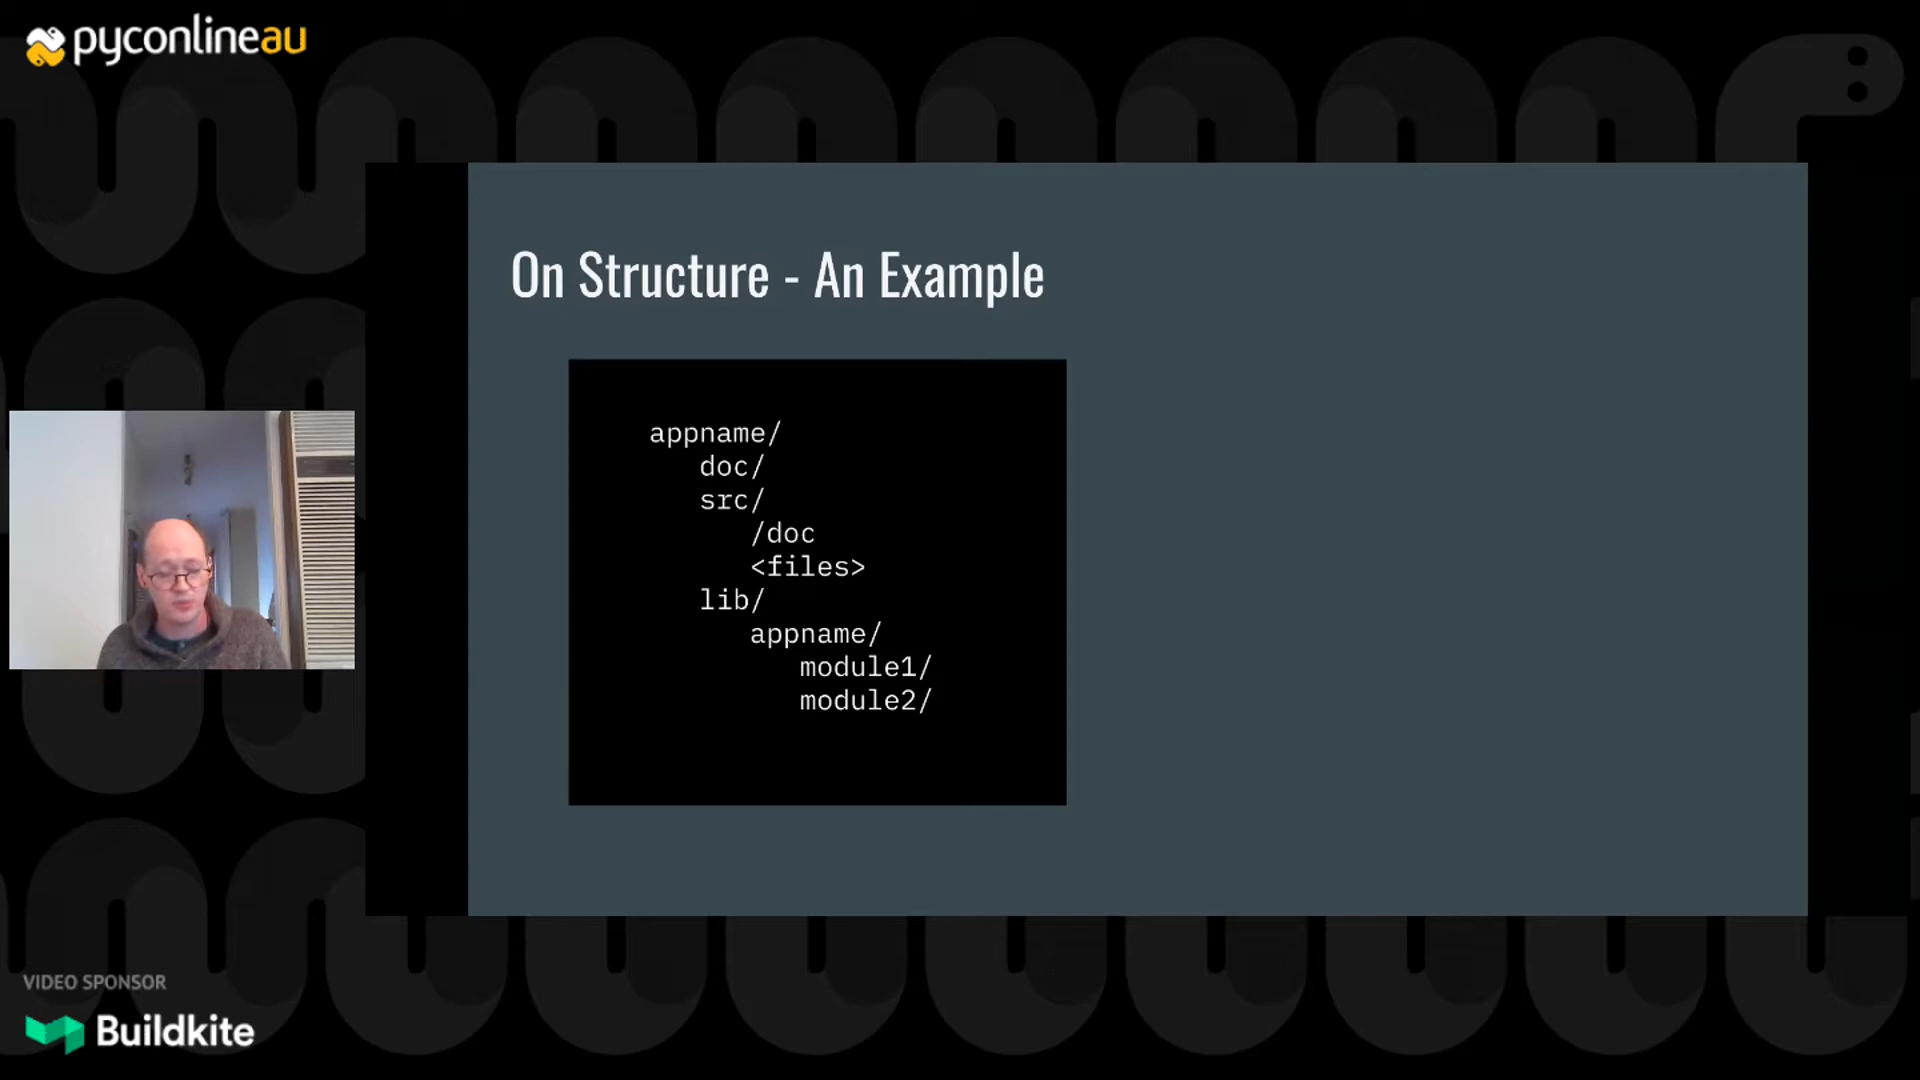 pyconlineau
On Structure - An Example
appname/
doc/
src/
/doc
<files>
lib/
appname/
module1/
module2/
VIDEO SPONSOR
Buildkite